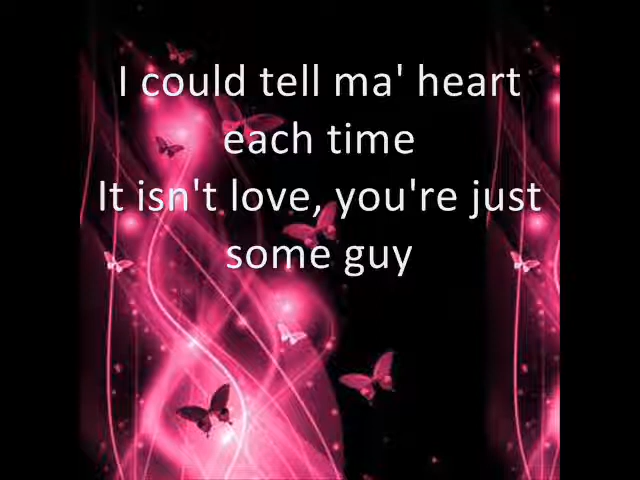 I could tell ma' heart
each time
It isn't love, you're just
some guy